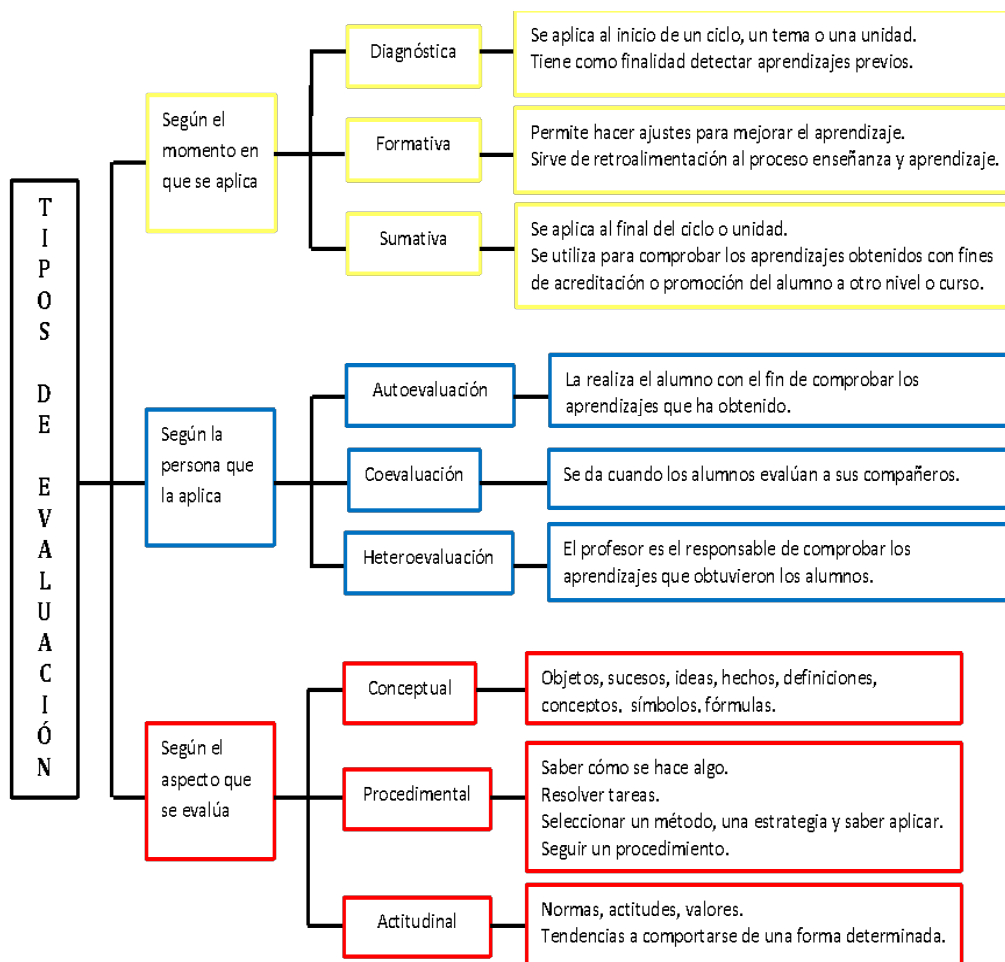 TIPOS DE EVALUACIÓN
Según el
momento en
que se aplica
Diagnóstica
Se aplica al inicio de un ciclo, un tema o una unidad.
Tiene como finalidad detectar aprendizajes previos.
Formativa
Permite hacer ajustes para mejorar el aprendizaje.
Sirve de retroalimentación al proceso enseñanza y aprendizaje.
Sumativa
Se aplica al final del ciclo o unidad.
Se utiliza para comprobar los aprendizajes obtenidos con fines
de acreditación o promoción del alumno a otro nivel o curso.
Según la
persona que
la aplica
Autoevaluación
La realiza el alumno con el fin de comprobar los
aprendizajes que ha obtenido.
Coevaluación
Se da cuando los alumnos evalúan a sus compañeros.
Heteroevaluación
El profesor es el responsable de comprobar los
aprendizajes que obtuvieron los alumnos.
Según el
aspecto que
se evalúa
Conceptual
Objetos, sucesos, ideas, hechos, definiciones,
conceptos, símbolos, fórmulas.
Procedimental
Saber cómo se hace algo.
Resolver tareas.
Seleccionar un método, una estrategia y saber aplicar.
Seguir un procedimiento.
Actitudinal
Normas, actitudes, valores.
Tendencias a comportarse de una forma determinada.